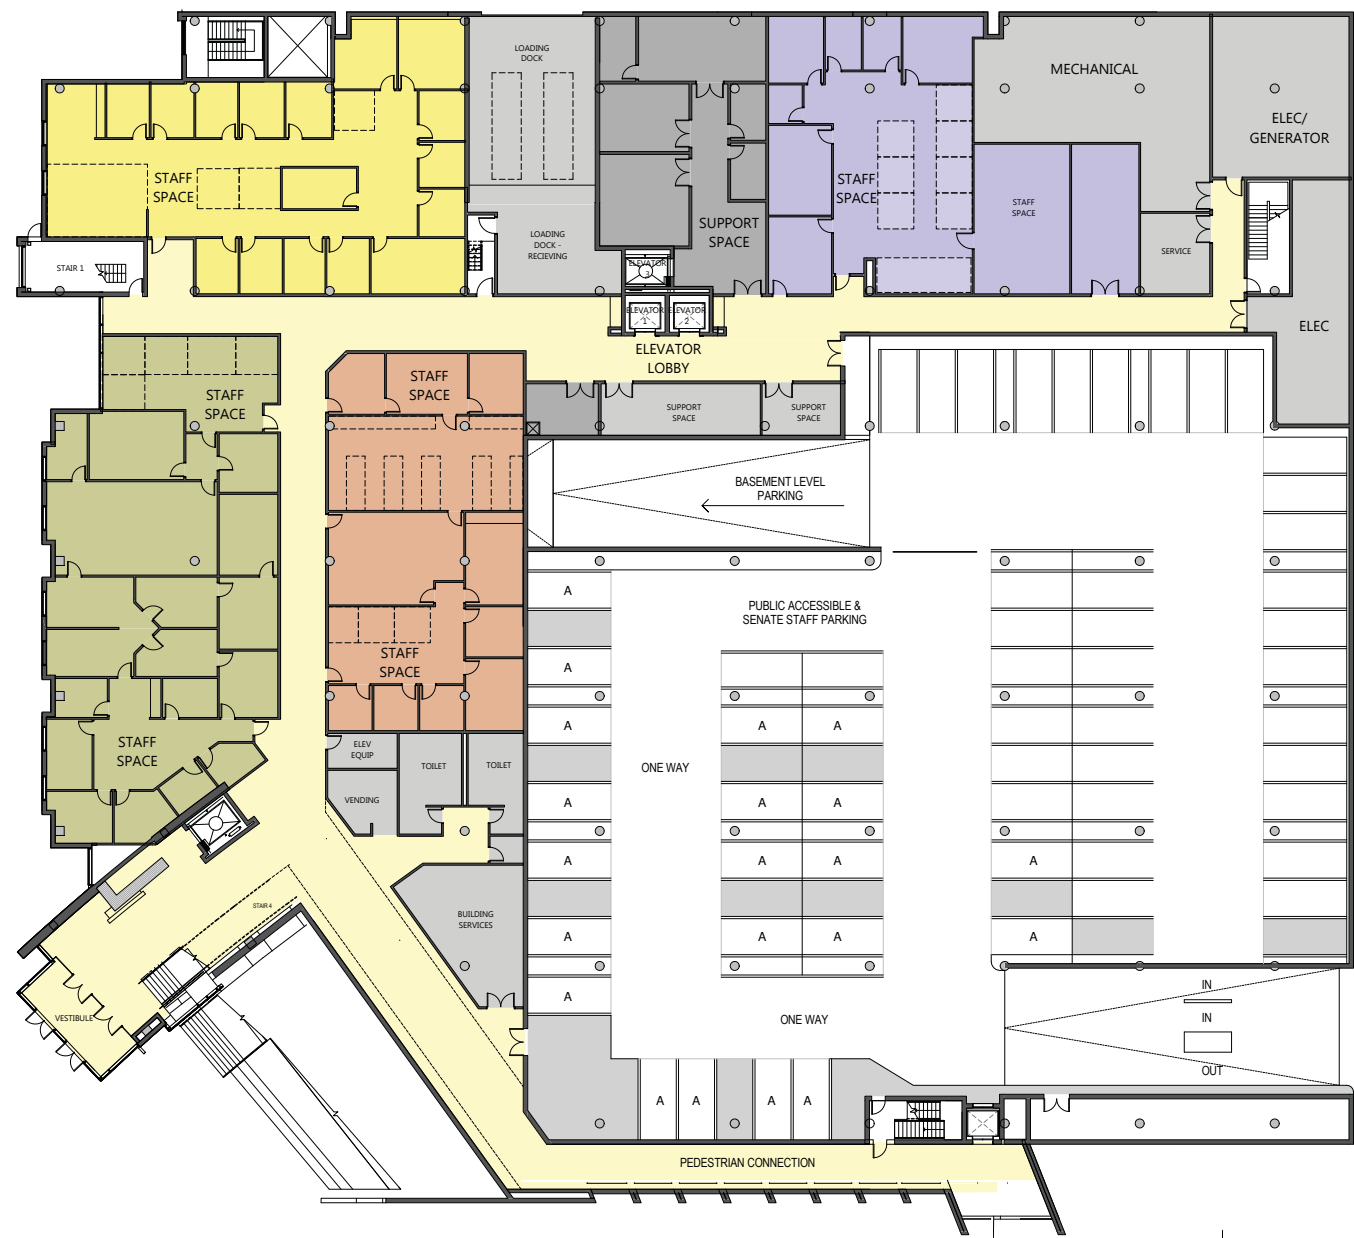 LOADING
DOCK
MECHANICAL
ELEC/
GENERATOR
STAFF
SPACE
STAFF
SPACE
STAFF
SPACE
SUPPORT
SPACE
LOADING
DOCK -
RECIEVING
SERVICE
STAIR 1
ELEVATOR
3
ELEVATOR
1
ELEVATOR
2
ELEC
ELEVATOR
LOBBY
STAFF
SPACE
STAFF
SPACE
SUPPORT
SPACE
SUPPORT
SPACE
BASEMENT LEVEL
PARKING
A
PUBLIC ACCESSIBLE &
SENATE STAFF PARKING
A
STAFF
SPACE
A
A
A
STAFF
SPACE
ELEV
EQUIP
TOILET
TOILET
ONE WAY
VENDING
A
A
A
A
A
A
A
STAIR 4
BUILDING
SERVICES
A
A
A
A
IN
A
VESTIBULE
ONE WAY
IN
OUT
A
A
A
A
PEDESTRIAN CONNECTION